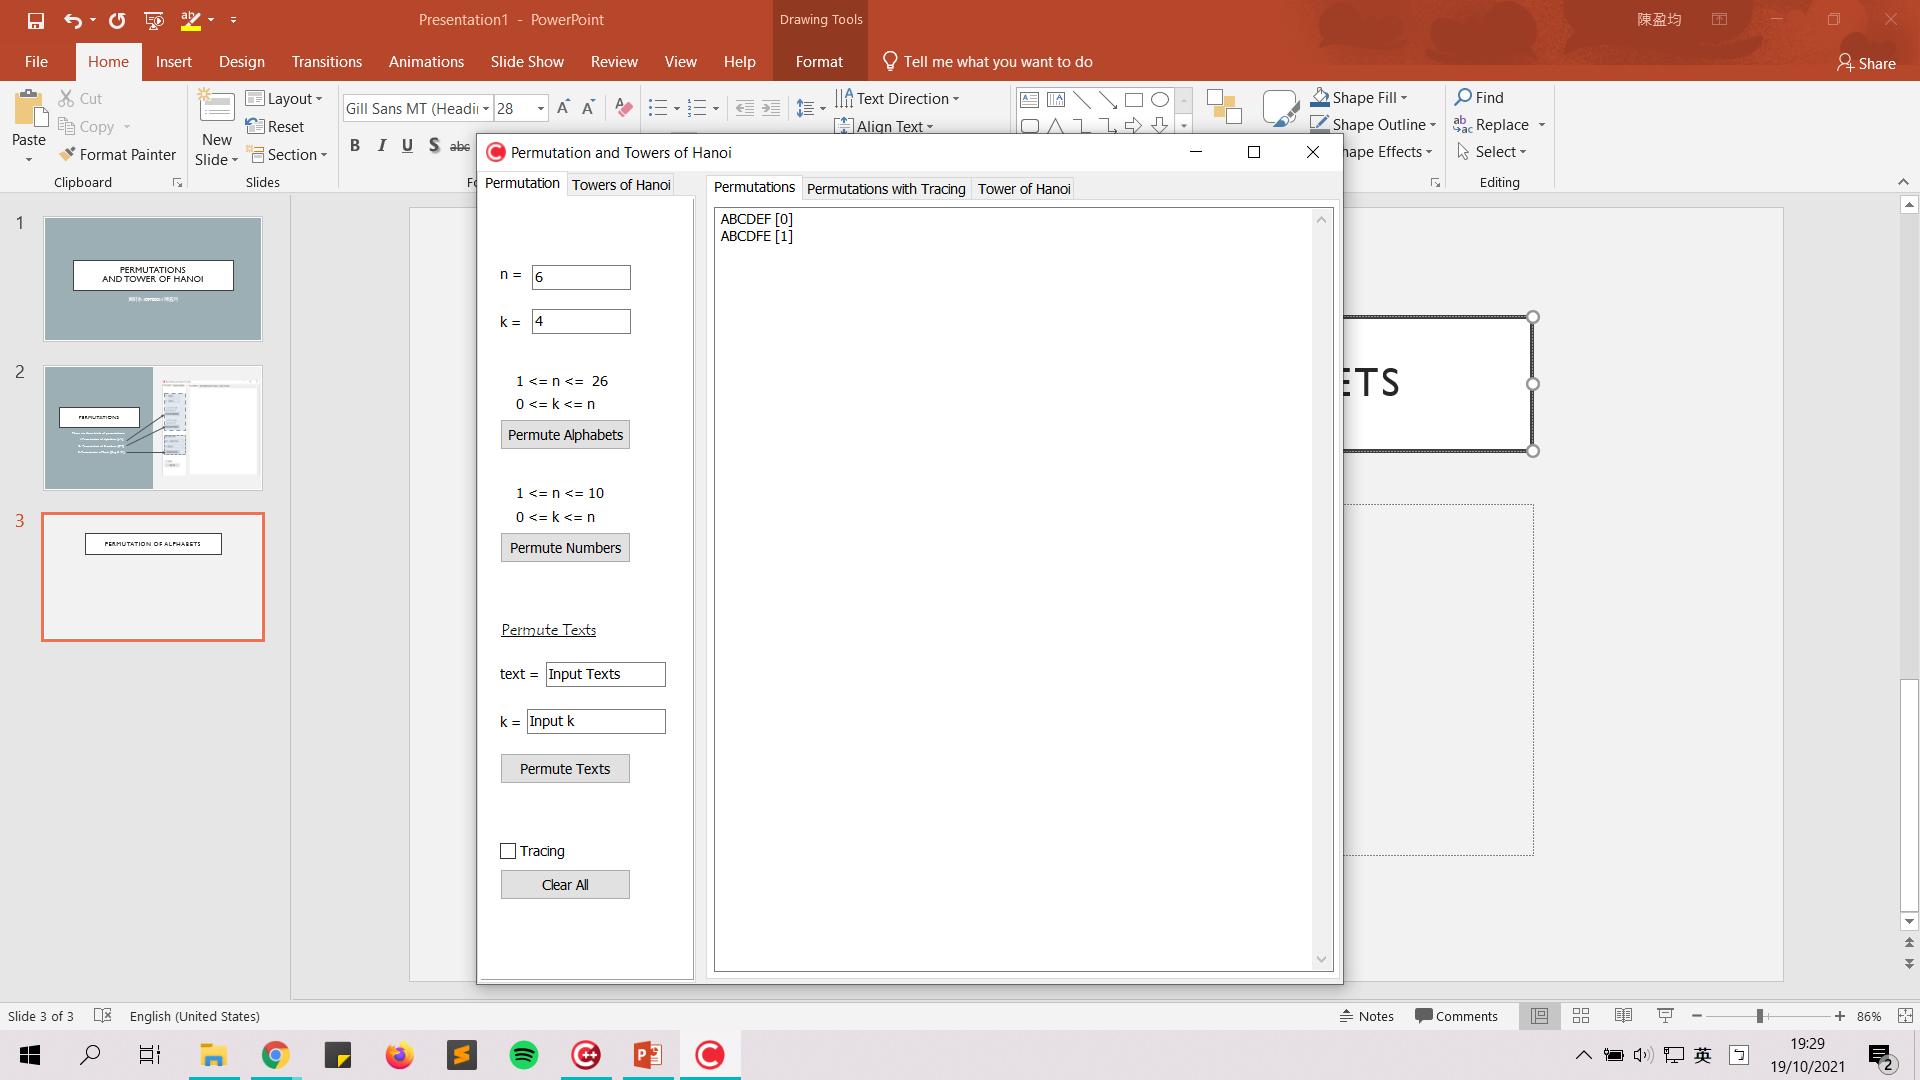 Presentation1 - PowerPoint
Drawing Tools
陳盈均
File
Home
Insert
Design
Transitions
Animations
Slide Show
Review
View
Help
Format
Tell me what you want to do
Share
Paste
Cut
Copy
Format Painter
Clipboard
New Slide
Layout
Reset
Section
Slides
Gill Sans MT (Headi
28
B I U S abc
Text Direction
Align Text
Shape Fill
Shape Outline
hape Effects
Find
Replace
Select
Editing
1
PERMUTATIONS
AND TOWER OF HANOI
2
PERMUTATIONS
3
PERMUTATION OF ALPHABETS
ETS
Permutation and Towers of Hanoi
Permutation
Towers of Hanoi
n =
6
k =
4
1 <= n <= 26
0 <= k <= n
Permute Alphabets
1 <= n <= 10
0 <= k <= n
Permute Numbers
Permute Texts
text =
Input Texts
k =
Input k
Permute Texts
Tracing
Clear All
Permutations
Permutations with Tracing
Tower of Hanoi
ABCDEF [0]
ABCDFE [1]
Slide 3 of 3
English (United States)
Notes
Comments
86%
英
19:29
19/10/2021
2